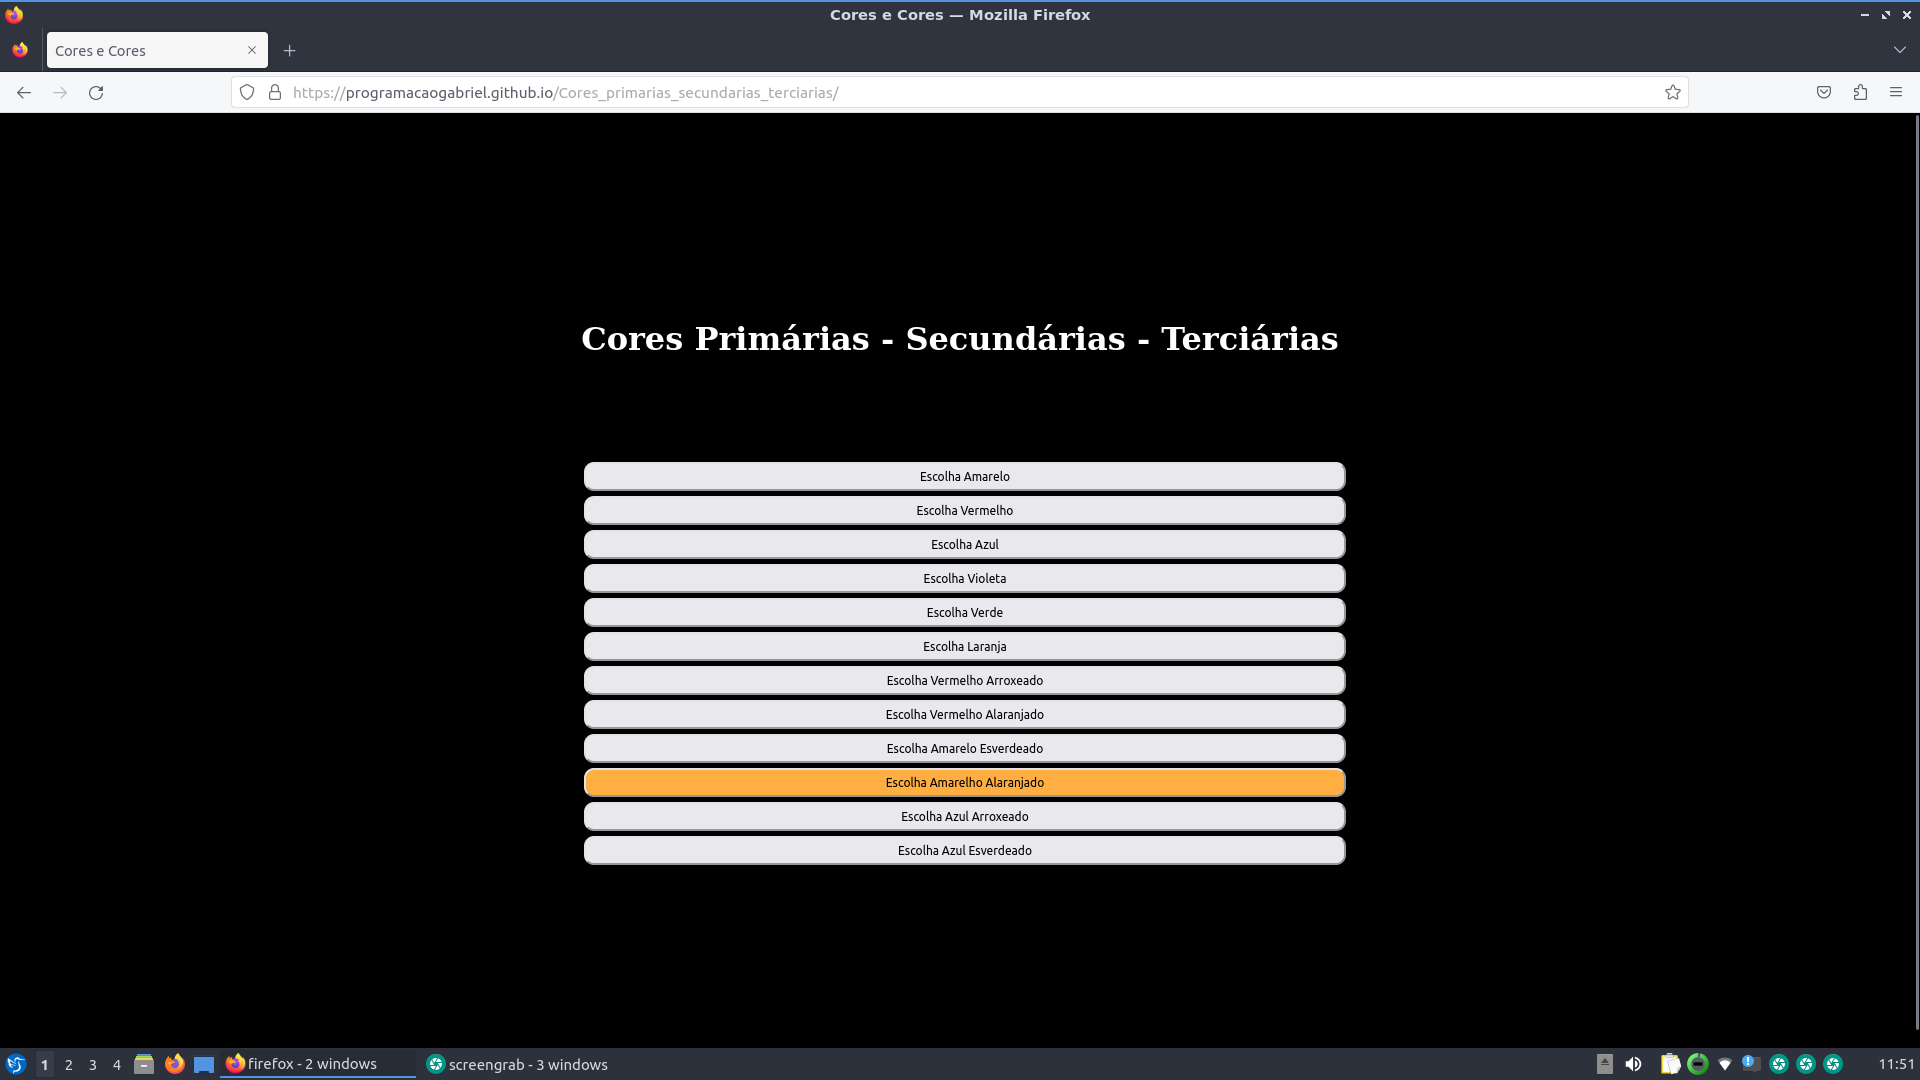 Cores e Cores — Mozilla Firefox
Cores e Cores
https://programacaogabriel.github.io/Cores_primarias_secundarias_terciarias/
Cores Primárias - Secundárias - Terciárias
Escolha Amarelo
Escolha Vermelho
Escolha Azul
Escolha Violeta
Escolha Verde
Escolha Laranja
Escolha Vermelho Arroxeado
Escolha Vermelho Alaranjado
Escolha Amarelo Esverdeado
Escolha Amarelho Alaranjado
Escolha Azul Arroxeado
Escolha Azul Esverdeado
1 2 3 4 firefox - 2 windows screengrab - 3 windows 11:51